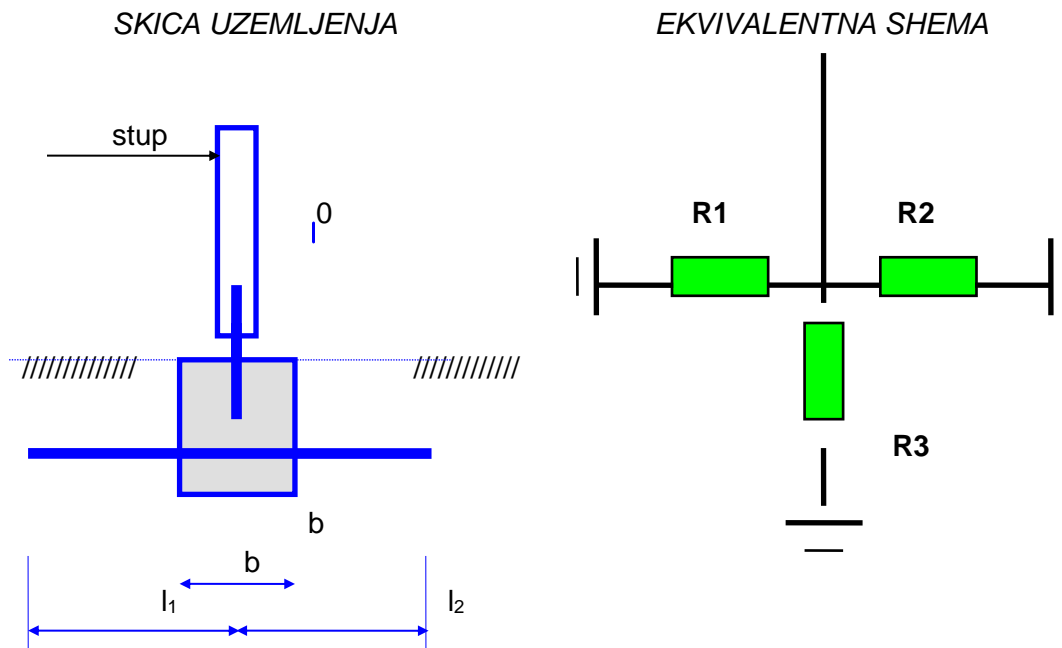 SKICA UZEMLJENJA
EKVIVALENTNA SHEMA
stup
0
R1
R2
R3
b
b
l₁
l₂